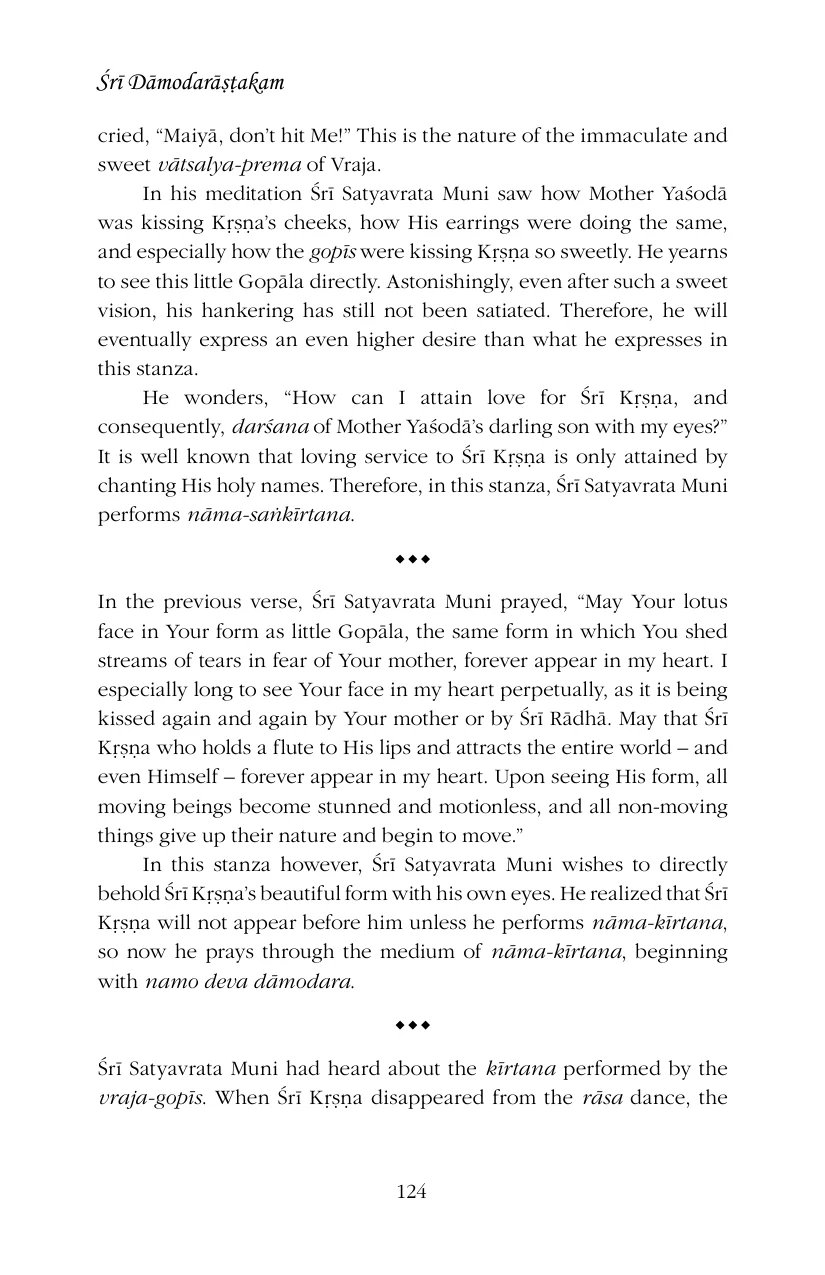 Śrī Dāmodarāṣṭakam
cried, “Maiyā, don’t hit Me!” This is the nature of the immaculate and
sweet vātsalya-prema of Vraja.
In his meditation Śrī Satyavrata Muni saw how Mother Yaśodā
was kissing Kṛṣṇa’s cheeks, how His earrings were doing the same,
and especially how the gopīs were kissing Kṛṣṇa so sweetly. He yearns
to see this little Gopāla directly. Astonishingly, even after such a sweet
vision, his hankering has still not been satiated. Therefore, he will
eventually express an even higher desire than what he expresses in
this stanza.
He wonders, “How can I attain love for Śrī Kṛṣṇa, and
consequently, darśana of Mother Yaśodā’s darling son with my eyes?”
It is well known that loving service to Śrī Kṛṣṇa is only attained by
chanting His holy names. Therefore, in this stanza, Śrī Satyavrata Muni
performs nāma-saṅkīrtana.
◆◆◆
In the previous verse, Śrī Satyavrata Muni prayed, “May Your lotus
face in Your form as little Gopāla, the same form in which You shed
streams of tears in fear of Your mother, forever appear in my heart. I
especially long to see Your face in my heart perpetually, as it is being
kissed again and again by Your mother or by Śrī Rādhā. May that Śrī
Kṛṣṇa who holds a flute to His lips and attracts the entire world – and
even Himself – forever appear in my heart. Upon seeing His form, all
moving beings become stunned and motionless, and all non-moving
things give up their nature and begin to move.”
In this stanza however, Śrī Satyavrata Muni wishes to directly
behold Śrī Kṛṣṇa’s beautiful form with his own eyes. He realized that Śrī
Kṛṣṇa will not appear before him unless he performs nāma-kīrtana,
so now he prays through the medium of nāma-kīrtana, beginning
with namo deva dāmodara.
◆◆◆
Śrī Satyavrata Muni had heard about the kīrtana performed by the
vraja-gopīs. When Śrī Kṛṣṇa disappeared from the rāsa dance, the
124